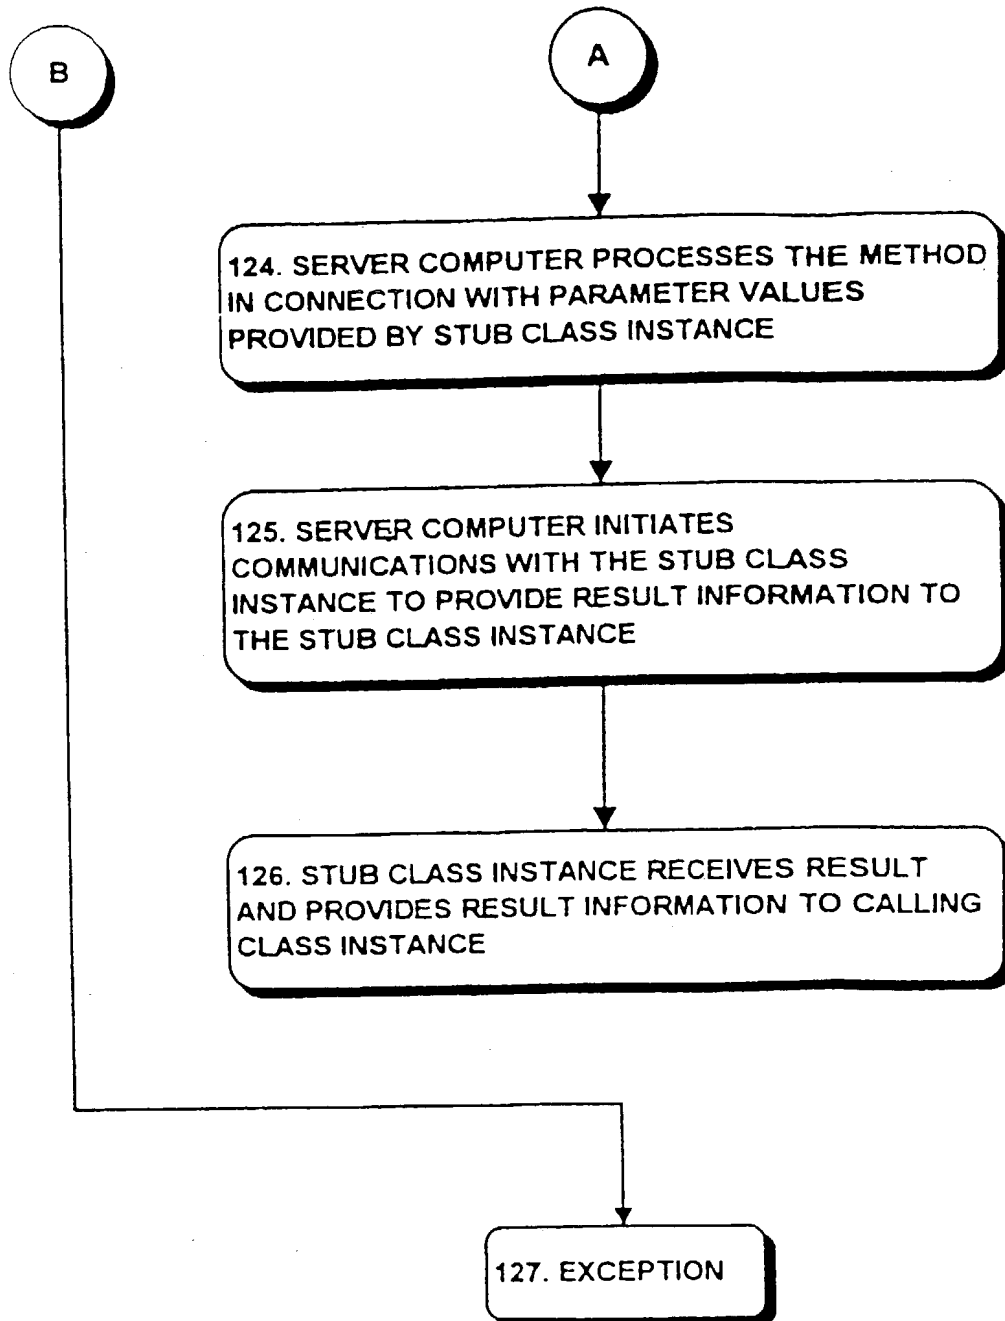 B
A
124. SERVER COMPUTER PROCESSES THE METHOD
IN CONNECTION WITH PARAMETER VALUES
PROVIDED BY STUB CLASS INSTANCE
125. SERVER COMPUTER INITIATES
COMMUNICATIONS WITH THE STUB CLASS
INSTANCE TO PROVIDE RESULT INFORMATION TO
THE STUB CLASS INSTANCE
126. STUB CLASS INSTANCE RECEIVES RESULT
AND PROVIDES RESULT INFORMATION TO CALLING
CLASS INSTANCE
127. EXCEPTION